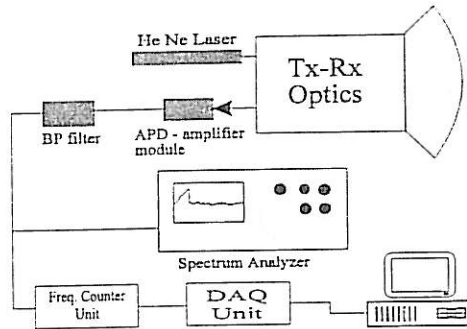 He Ne Laser
Tx-Rx
Optics
BP filter
APD - amplifier
module
Spectrum Analyzer
Freq. Counter
Unit
DAQ
Unit